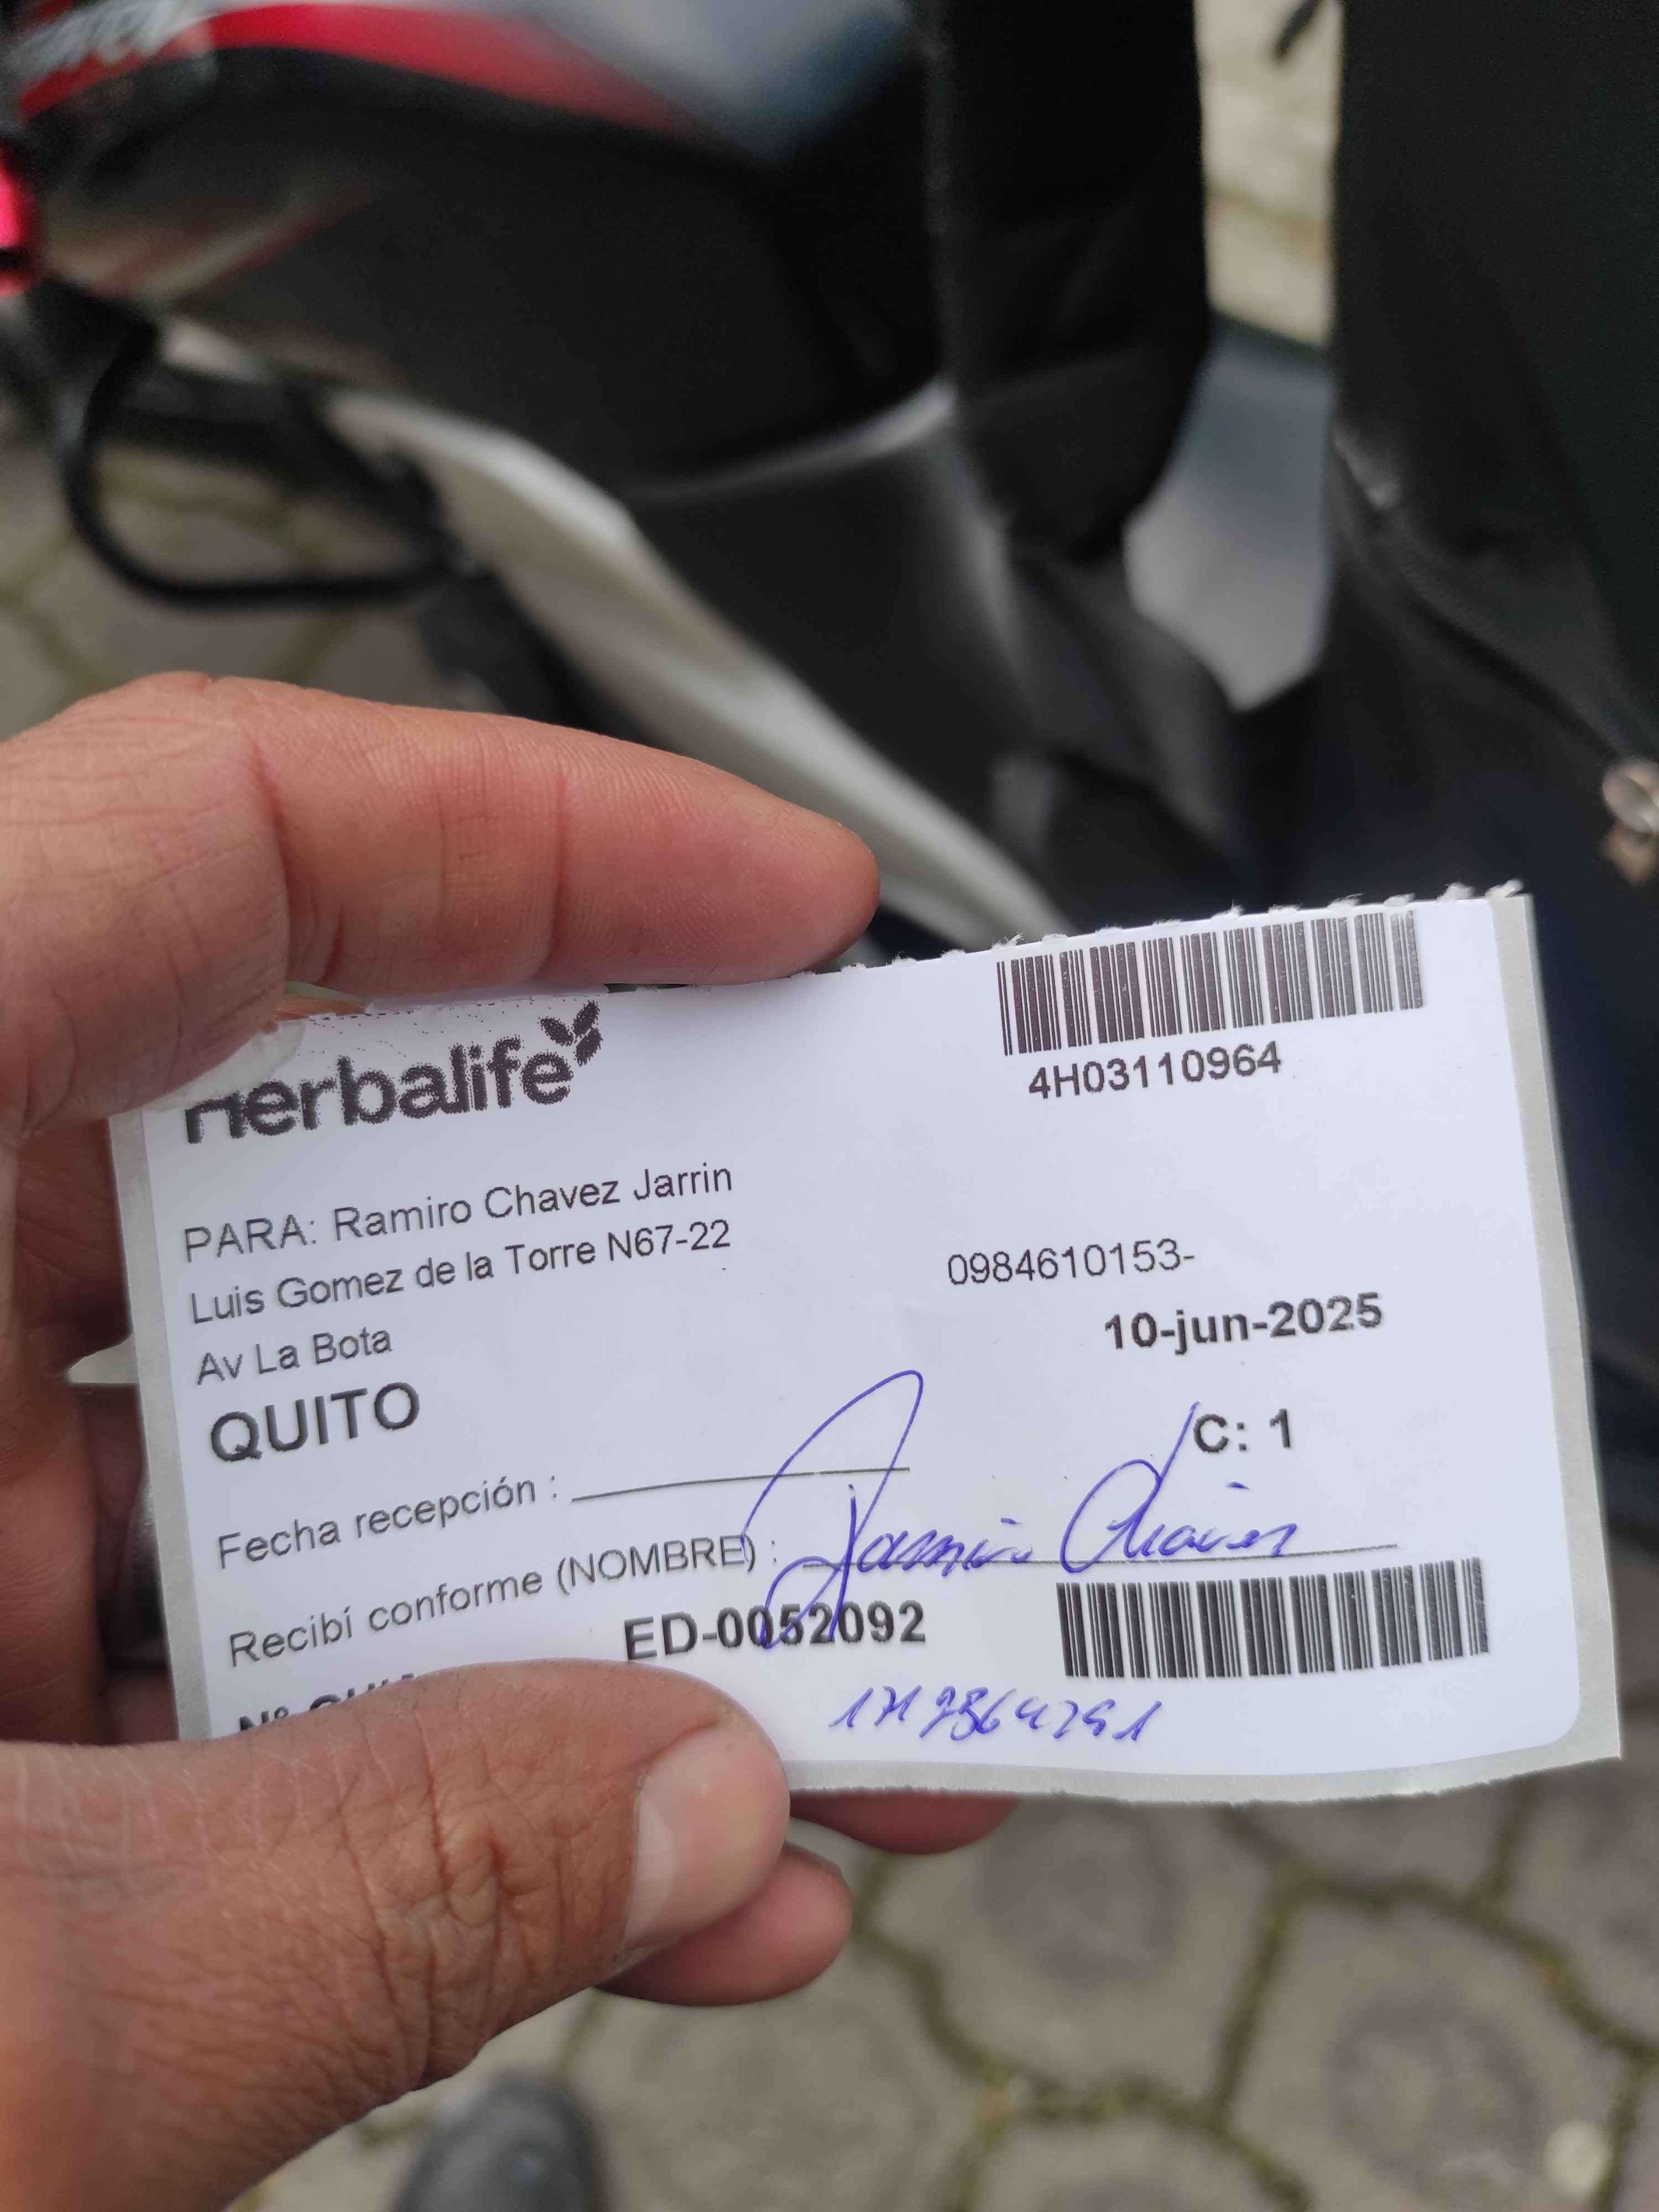 Herbalife
4H03110964
PARA: Ramiro Chavez Jarrin
Luis Gomez de la Torre N67-22
0984610153-
Av La Bota
10-jun-2025
QUITO
C: 1
Fecha recepción :
Recibí conforme (NOMBRE) : Chavez
ED-0052092